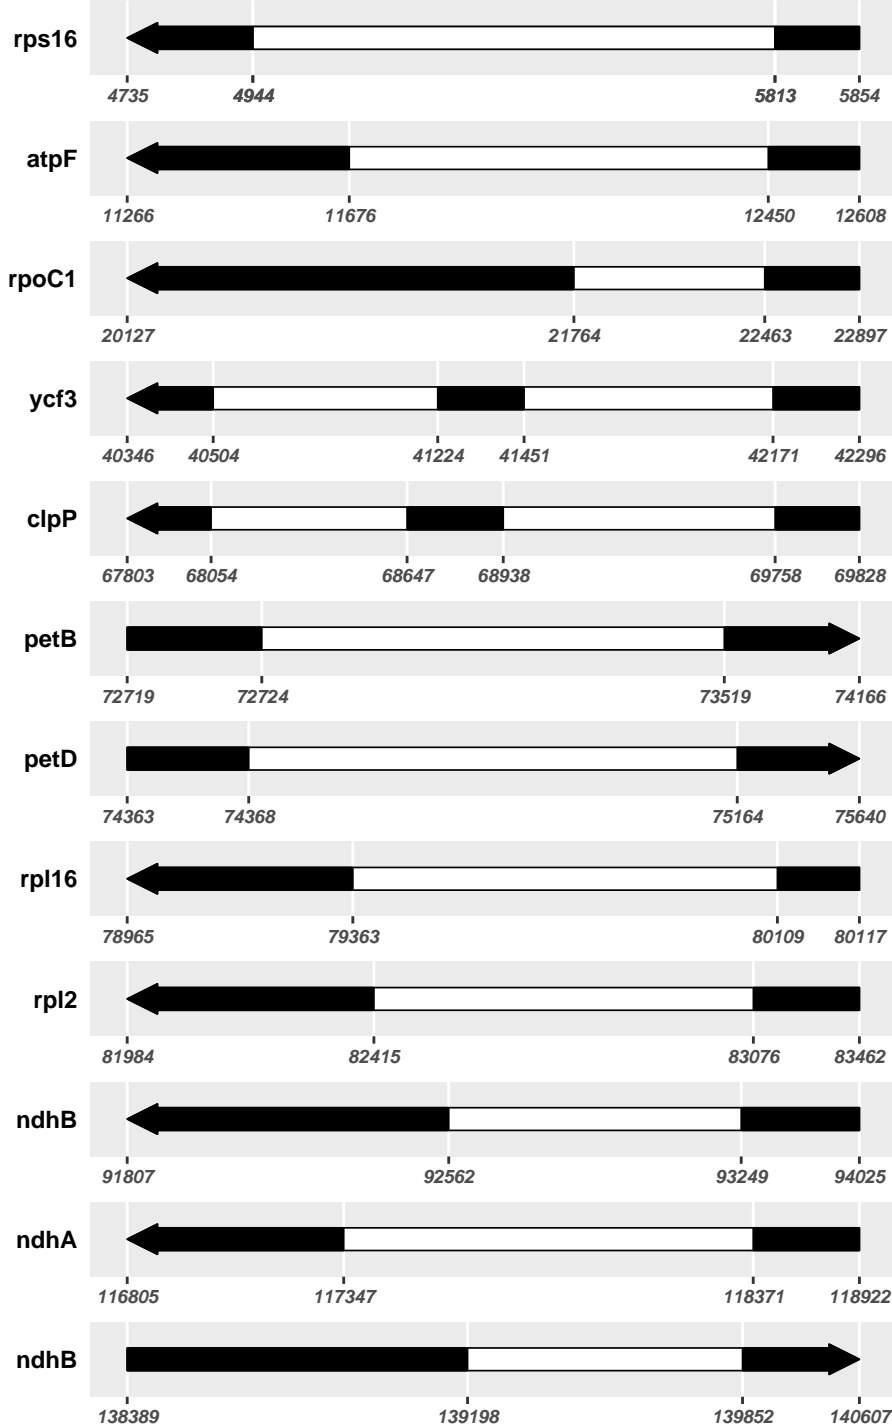 rps16
4735 4944 5813 5854
atpF
11266 11676 12450 12608
rpoC1
20127 21764 22463 22897
ycf3
40346 40504 41224 41451 42171 42296
clpP
67803 68054 68647 68938 69758 69828
petB
72719 72724 73519 74166
petD
74363 74368 75164 75640
rpl16
78965 79363 80109 80117
rpl2
81984 82415 83076 83462
ndhB
91807 92562 93249 94025
ndhA
116805 117347 118371 118922
ndhB
138389 139198 139852 140607